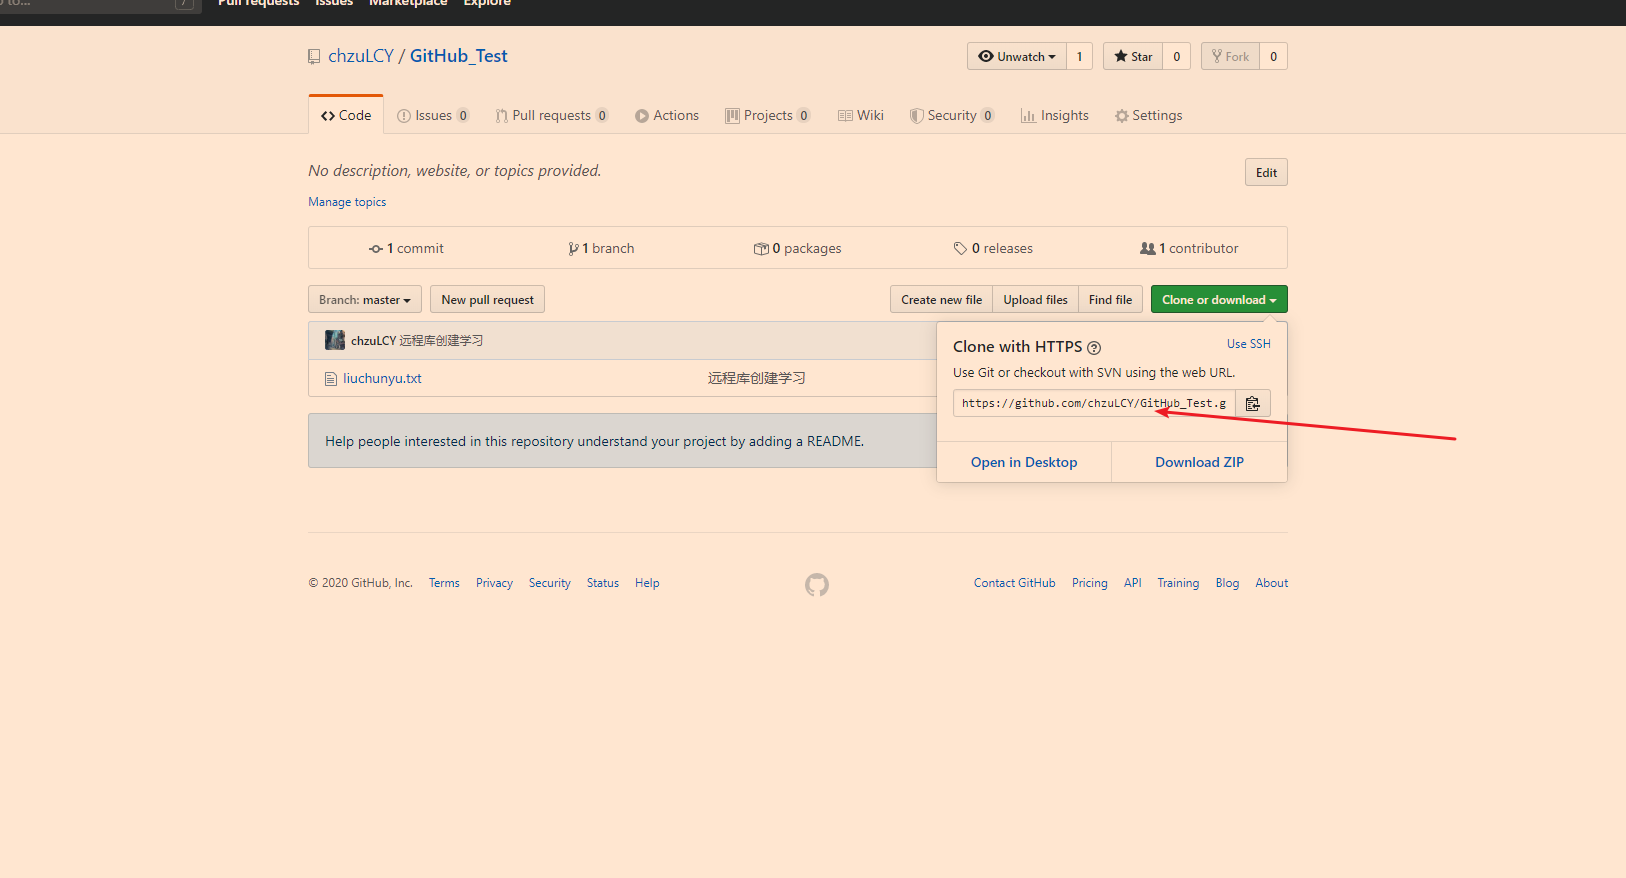 Pull requests Issues Marketplace Explore
chzuLCY / GitHub_Test
Unwatch 1 Star 0 Fork 0
Code Issues 0 Pull requests 0 Actions Projects 0 Wiki Security 0 Insights Settings
No description, website, or topics provided.
Edit
Manage topics
1 commit 1 branch 0 packages 0 releases 1 contributor
Branch: master New pull request Create new file Upload files Find file Clone or download
chzuLCY 远程库创建学习
liuchunyu.txt 远程库创建学习
Clone with HTTPS Use SSH
Use Git or checkout with SVN using the web URL.
https://github.com/chzuLCY/GitHub_Test.g
Open in Desktop Download ZIP
Help people interested in this repository understand your project by adding a README.
© 2020 GitHub, Inc. Terms Privacy Security Status Help Contact GitHub Pricing API Training Blog About